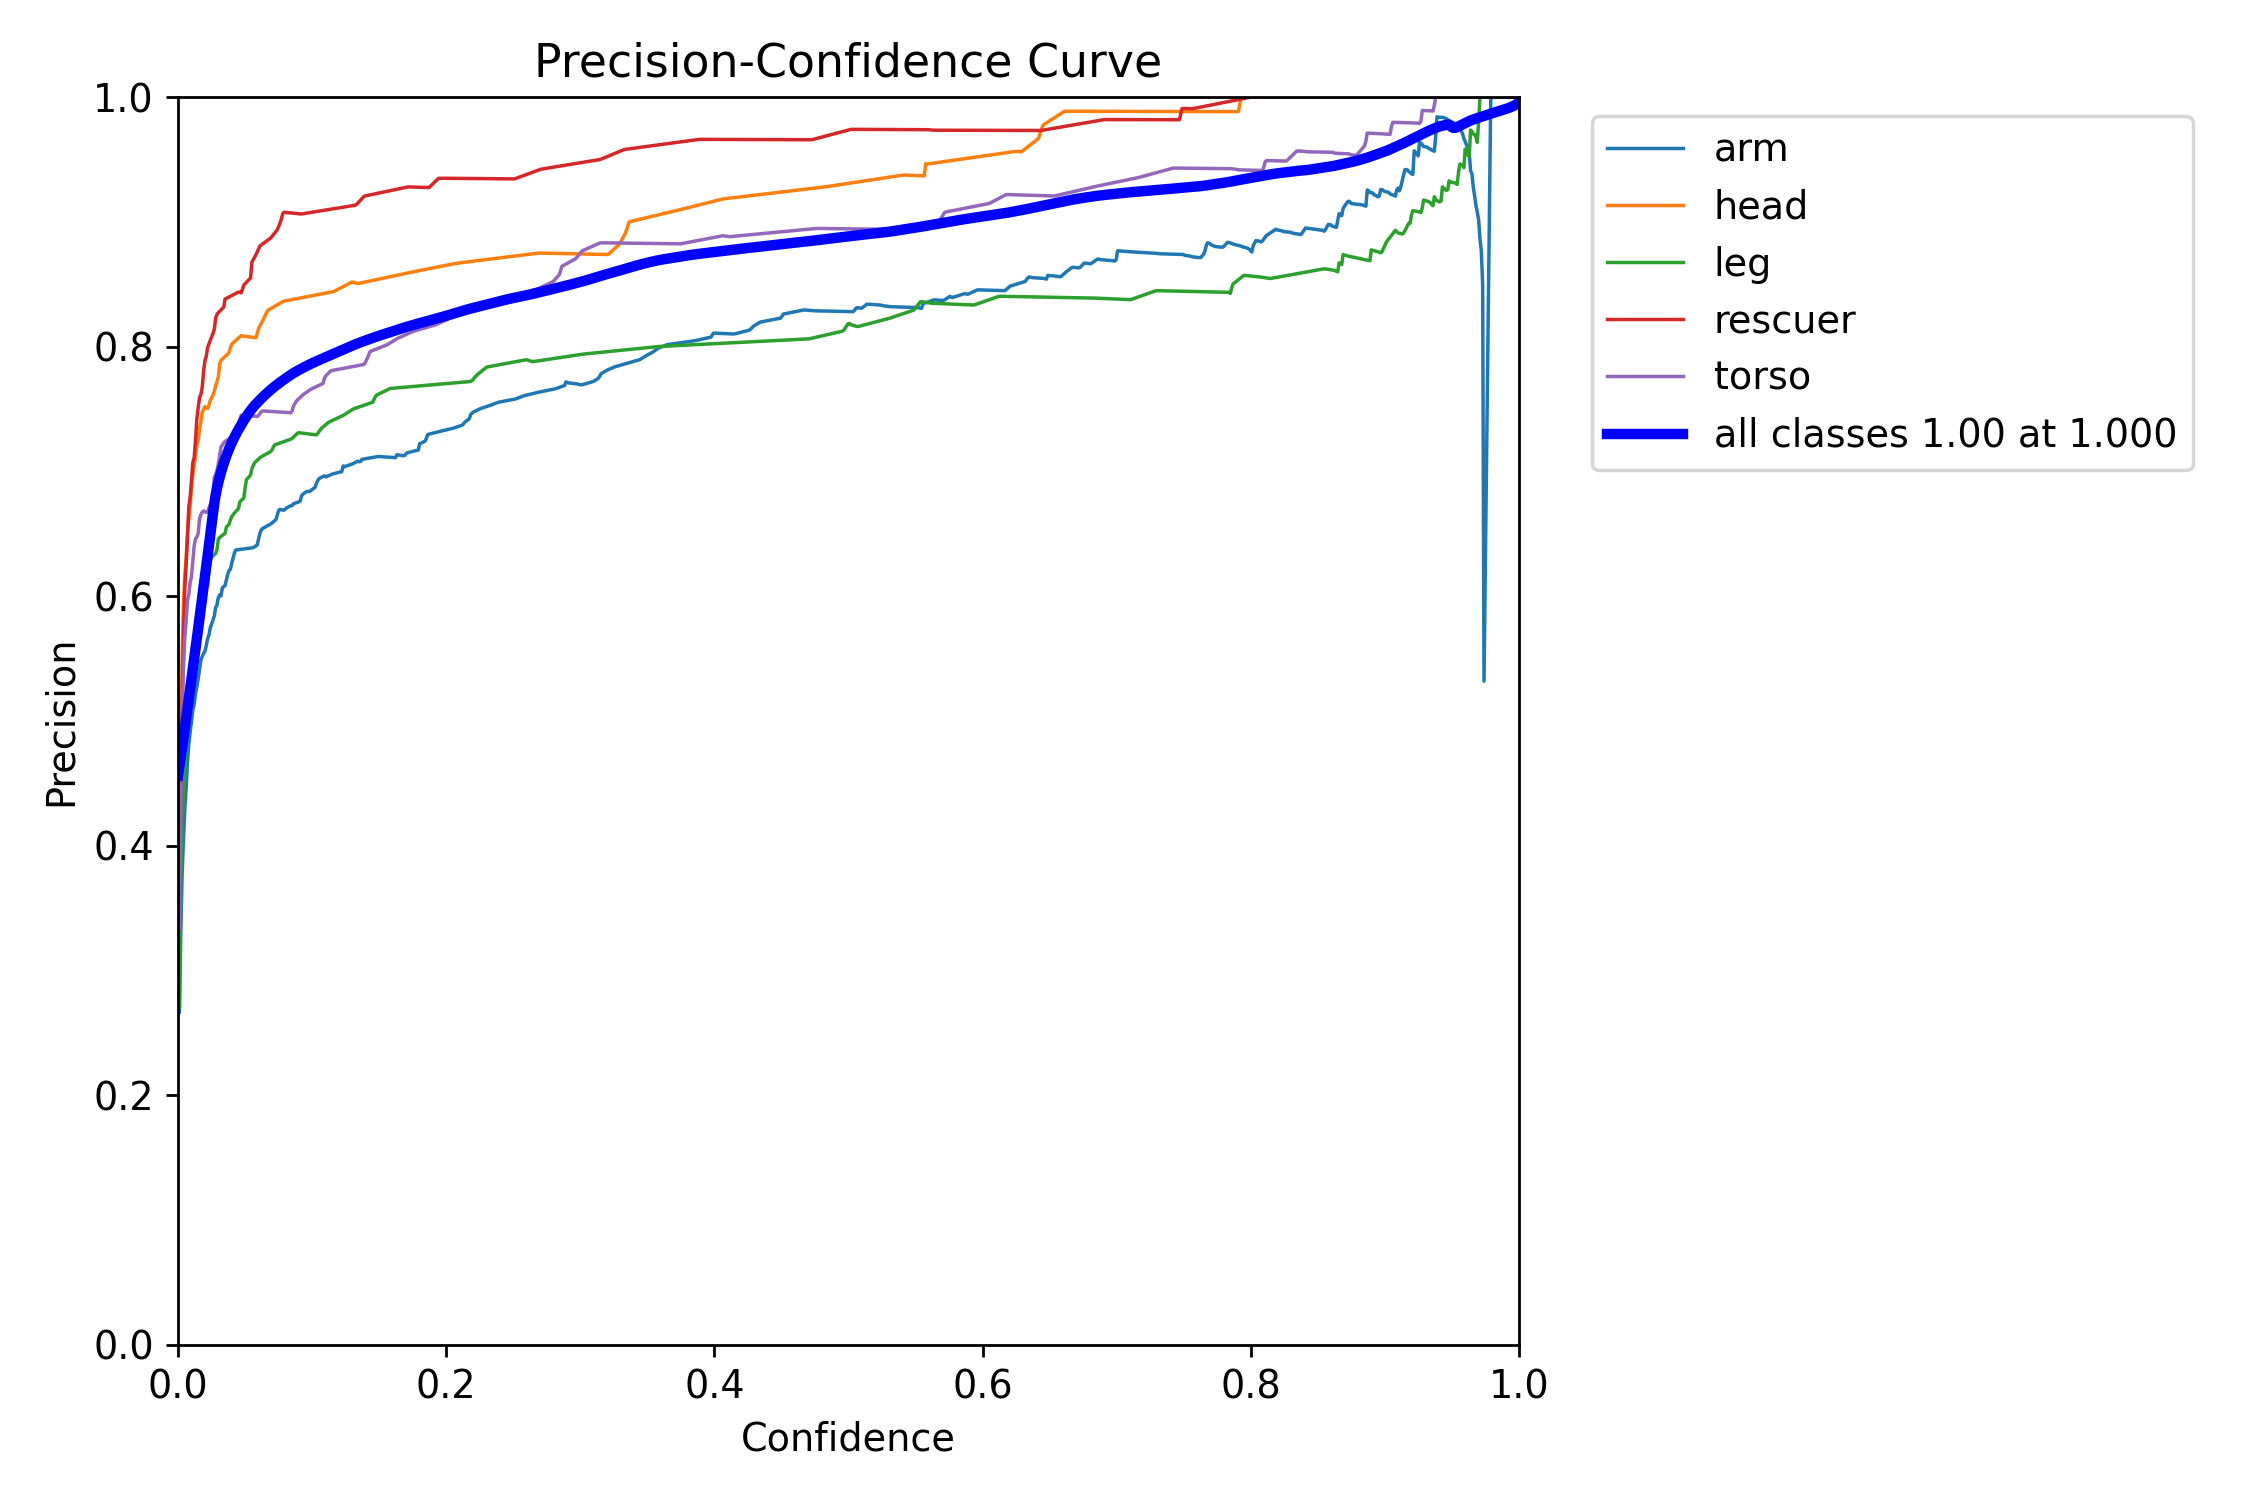 Precision-Confidence Curve
1.0
0.8
0.6
0.4
0.2
0.0
Precision
0.0 0.2 0.4 0.6 0.8 1.0
Confidence
arm
head
leg
rescuer
torso
all classes 1.00 at 1.000